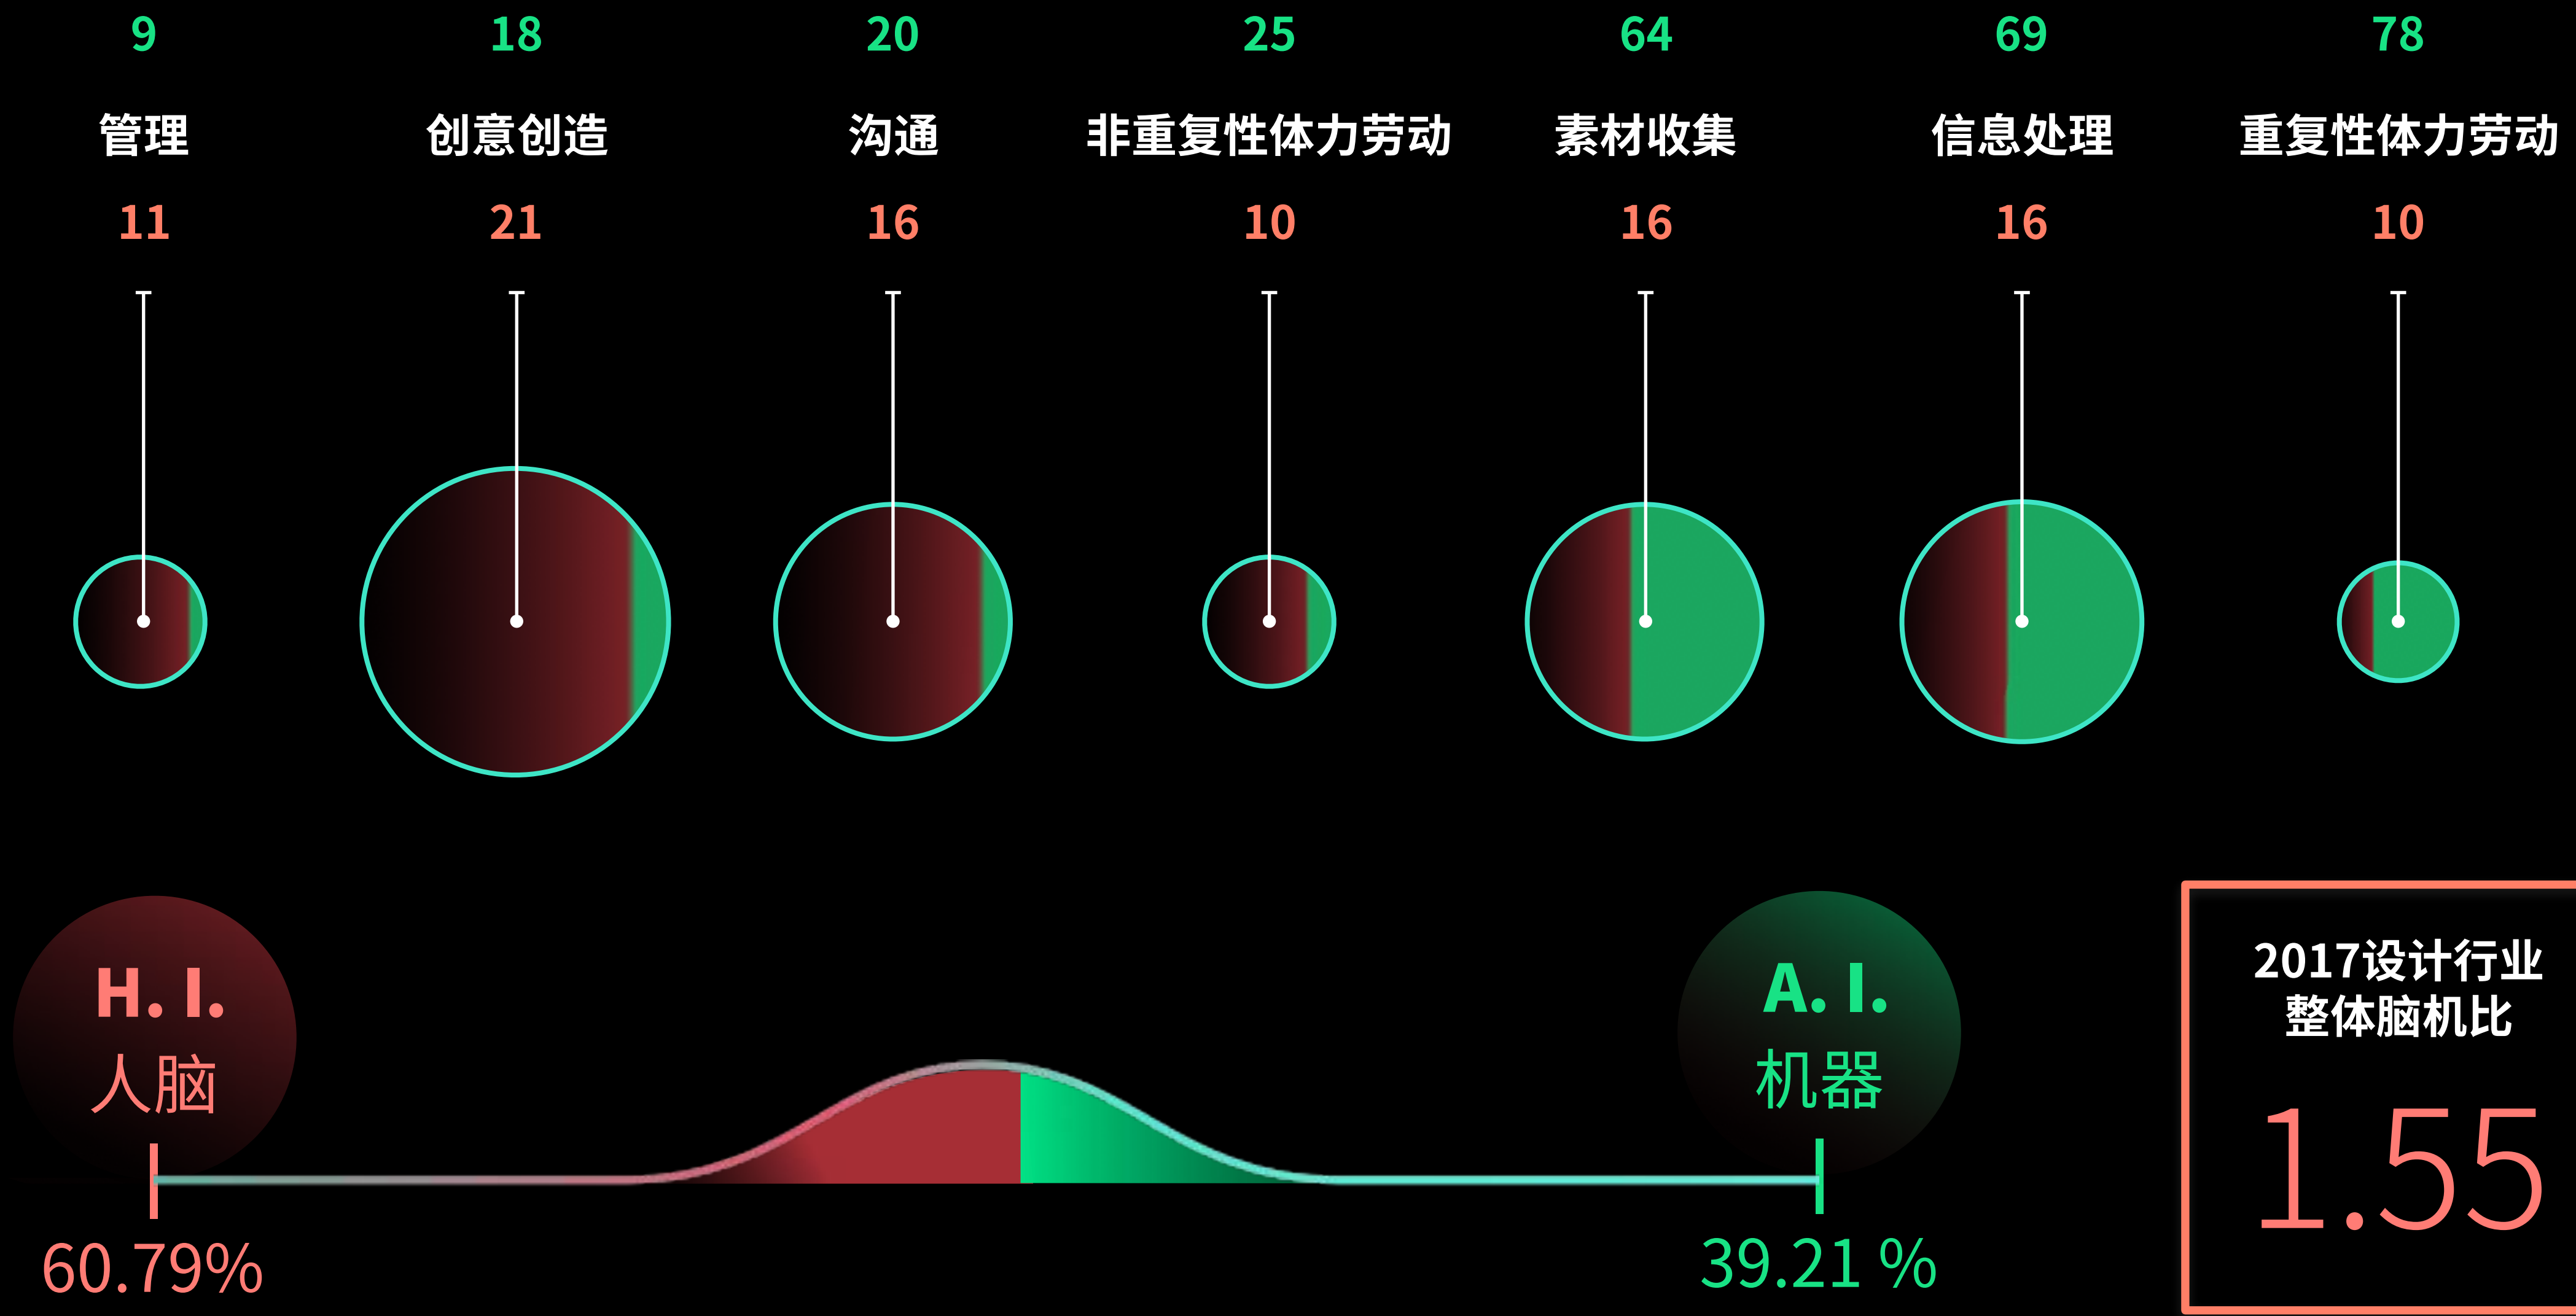 9 18 20 25 64 69 78
管理 创意创造 沟通 非重复性体力劳动 素材收集 信息处理 重复性体力劳动
11 21 16 10 16 16 10
H. I.
人脑
60.79%
A. I.
机器
39.21 %
2017设计行业
整体脑机比
1.55